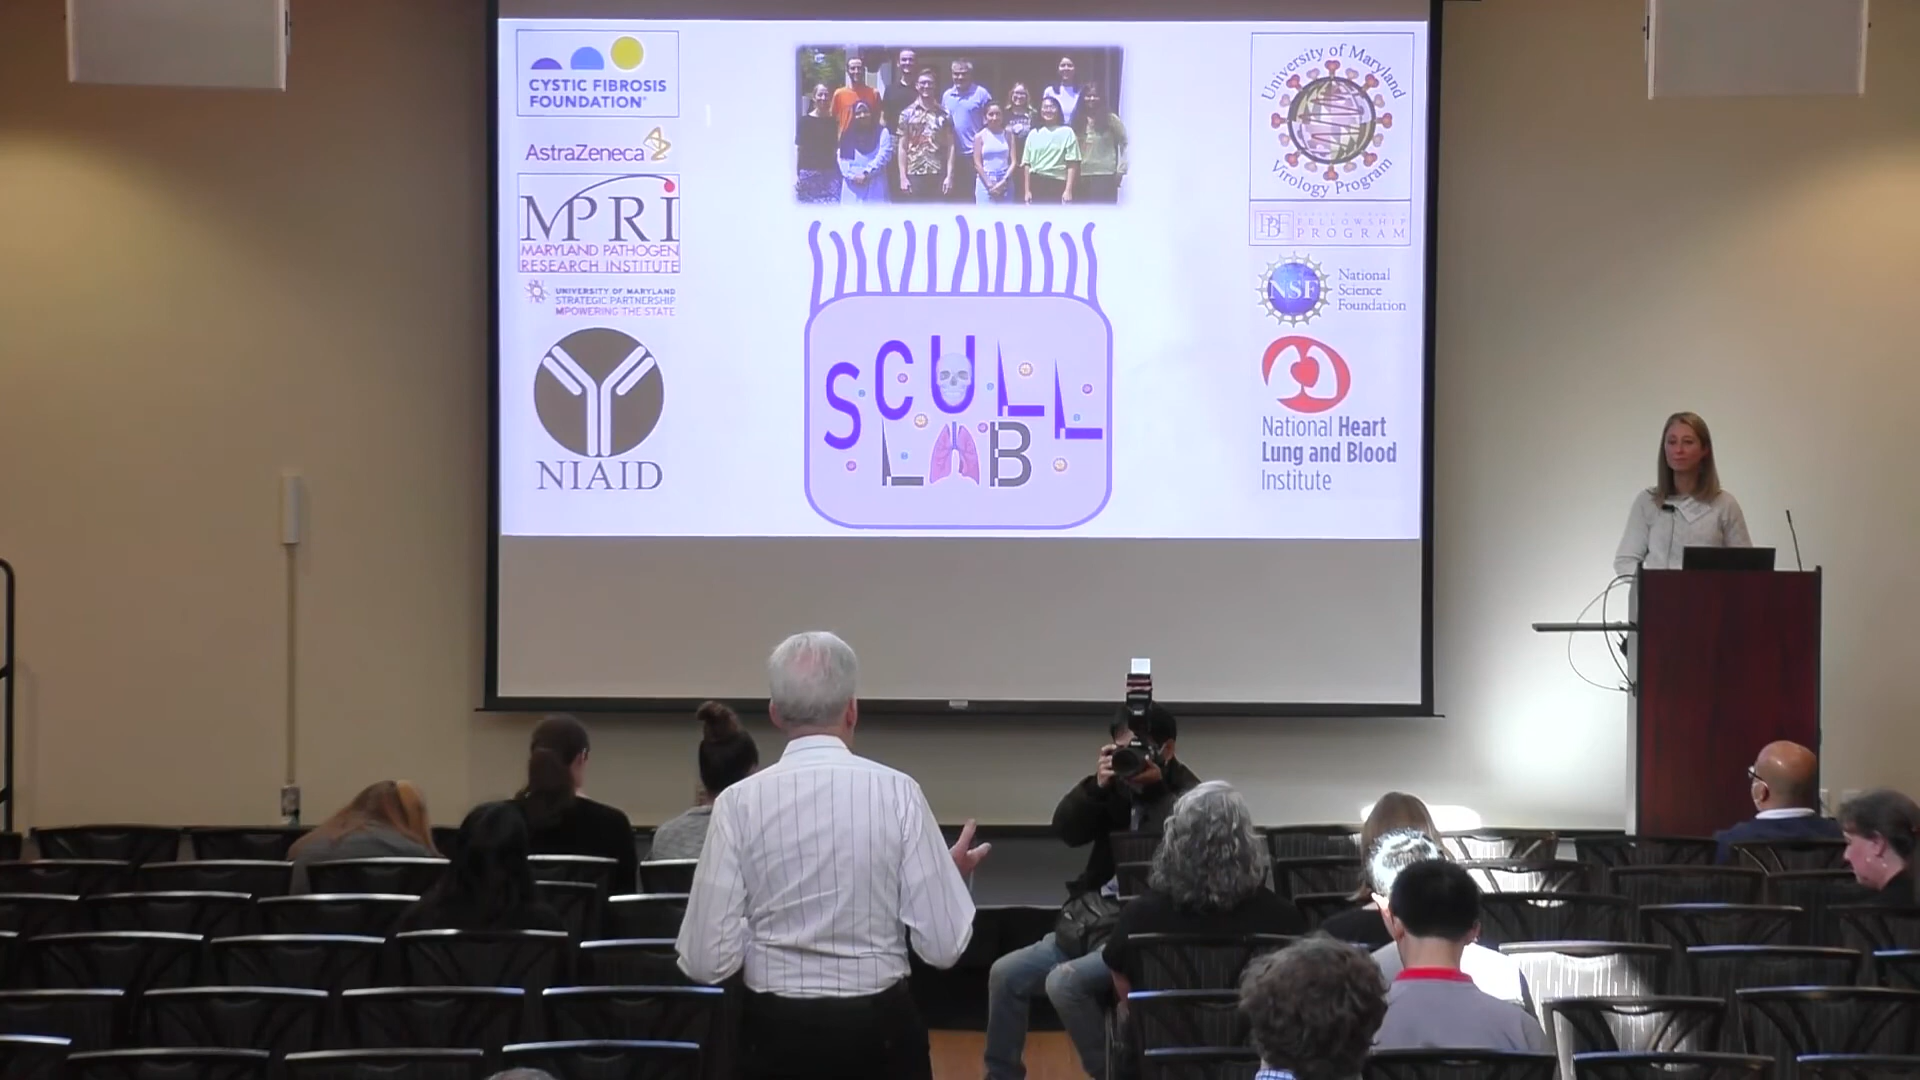 CYSTIC FIBROSIS
FOUNDATION
AstraZeneca
MPRI
MARYLAND PATHOGEN
RESEARCH INSTITUTE
UNIVERSITY OF MARYLAND
STRATEGIC PARTNERSHIP
MPOWERING THE STATE
NIAID
SCULL
LAB
University of Maryland
Virology Program
FELLOWSHIP
PROGRAM
NSF
National
Science
Foundation
National Heart
Lung and Blood
Institute